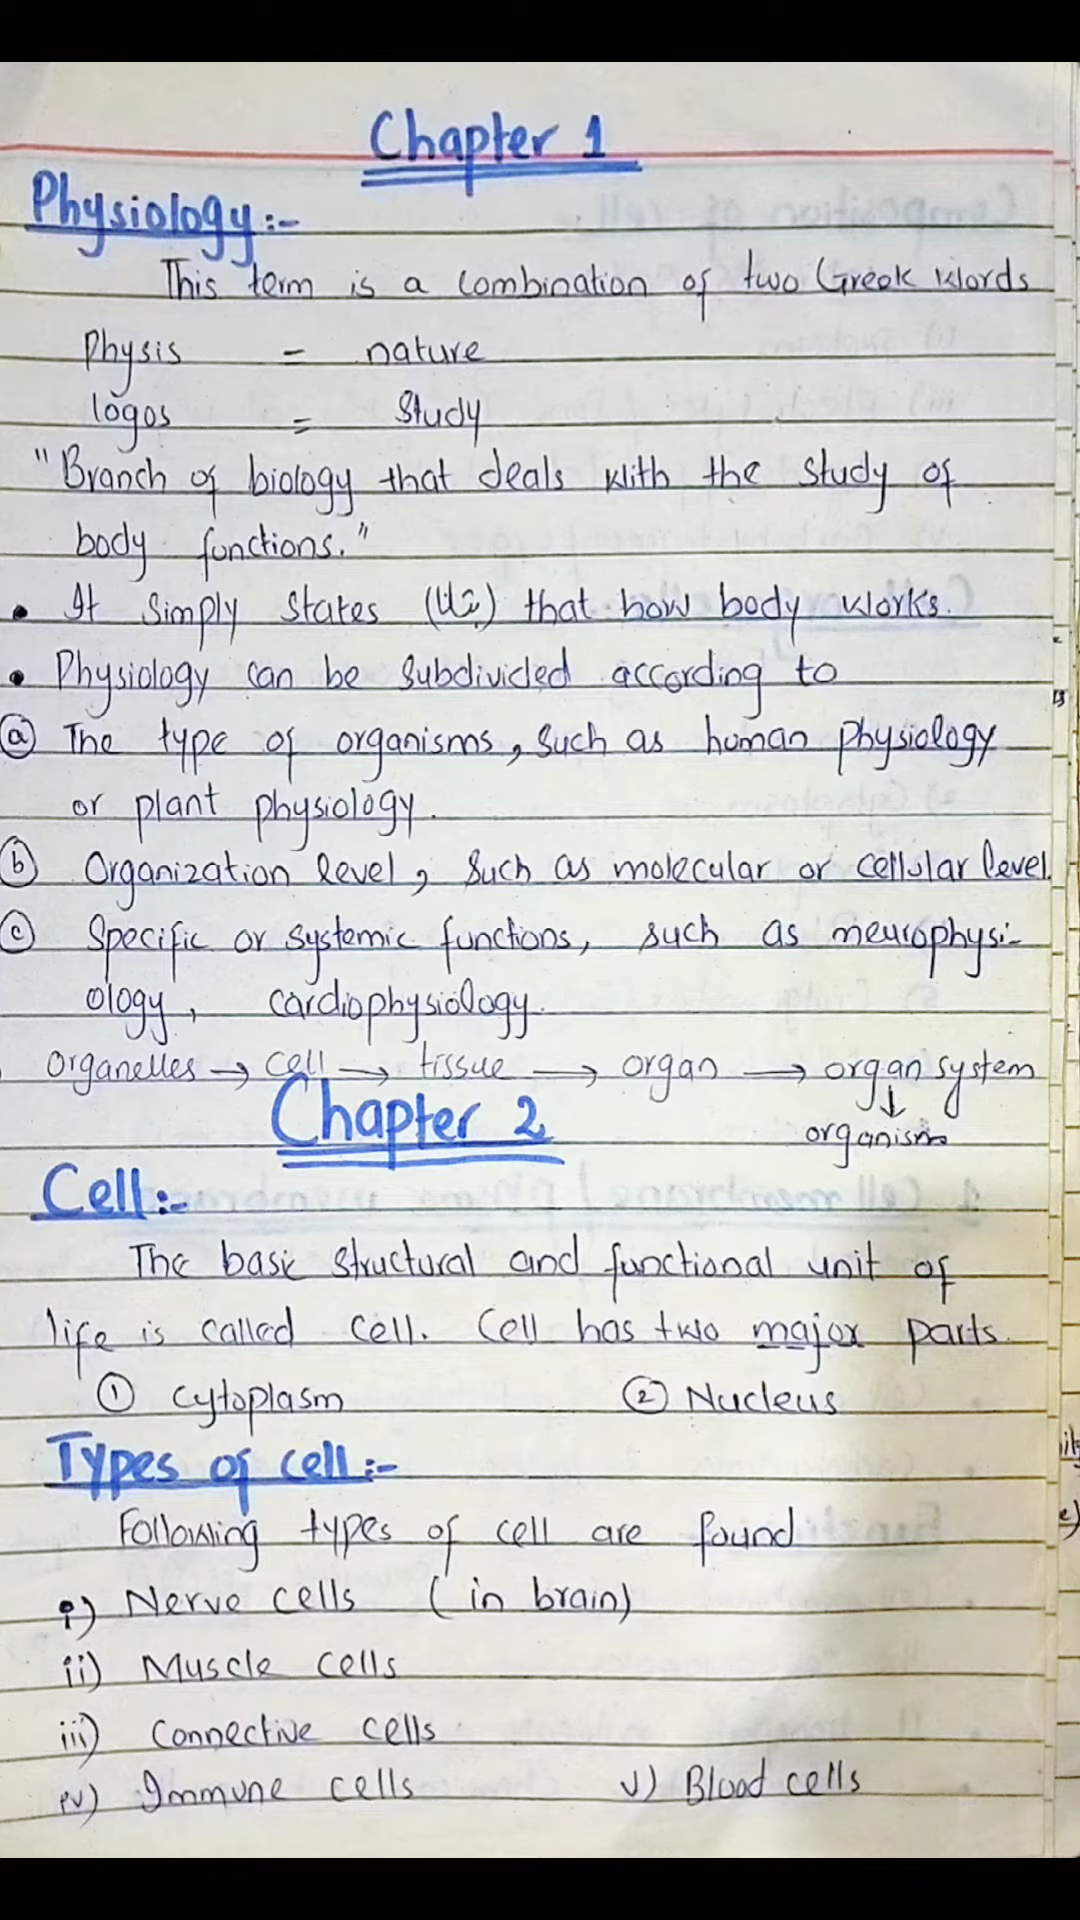 Chapter 1
Physiology:-
This term is a combination of two Greek words
Physis = nature
logos = study
"Branch of biology that deals with the study of
body functions."
• It simply states ( ) that how body works.
• Physiology can be subdivided according to
(a) The type of organisms, such as human physiology
or plant physiology.
(b) Organization level, such as molecular or cellular level.
(c) Specific or systemic functions, such as neurophysi-
ology, cardiophysiology.
organelles → cell → tissue → organ → organ system
↓
organism
Chapter 2
Cell:-
The basic structural and functional unit of
life is called cell. Cell has two major parts.
① Cytoplasm ② Nucleus
Types of cell:-
Following types of cell are found
i) Nerve cells (in brain)
ii) Muscle cells
iii) Connective cells
iv) Immune cells v) Blood cells